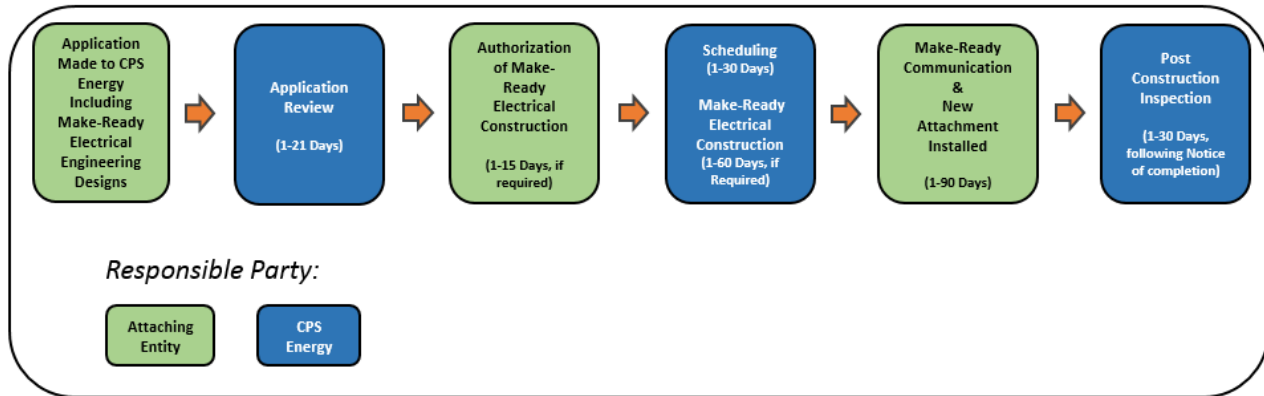 Application
Made to CPS
Energy
Including
Make-Ready
Electrical
Engineering
Designs
Application
Review
(1-21 Days)
Authorization
of Make-
Ready
Electrical
Construction
(1-15 Days, if
required)
Scheduling
(1-30 Days)
Make-Ready
Electrical
Construction
(1-60 Days, if
Required)
Make-Ready
Communication
&
New
Attachment
Installed
(1-90 Days)
Post
Construction
Inspection
(1-30 Days,
following Notice
of completion)
Responsible Party:
Attaching
Entity
CPS
Energy